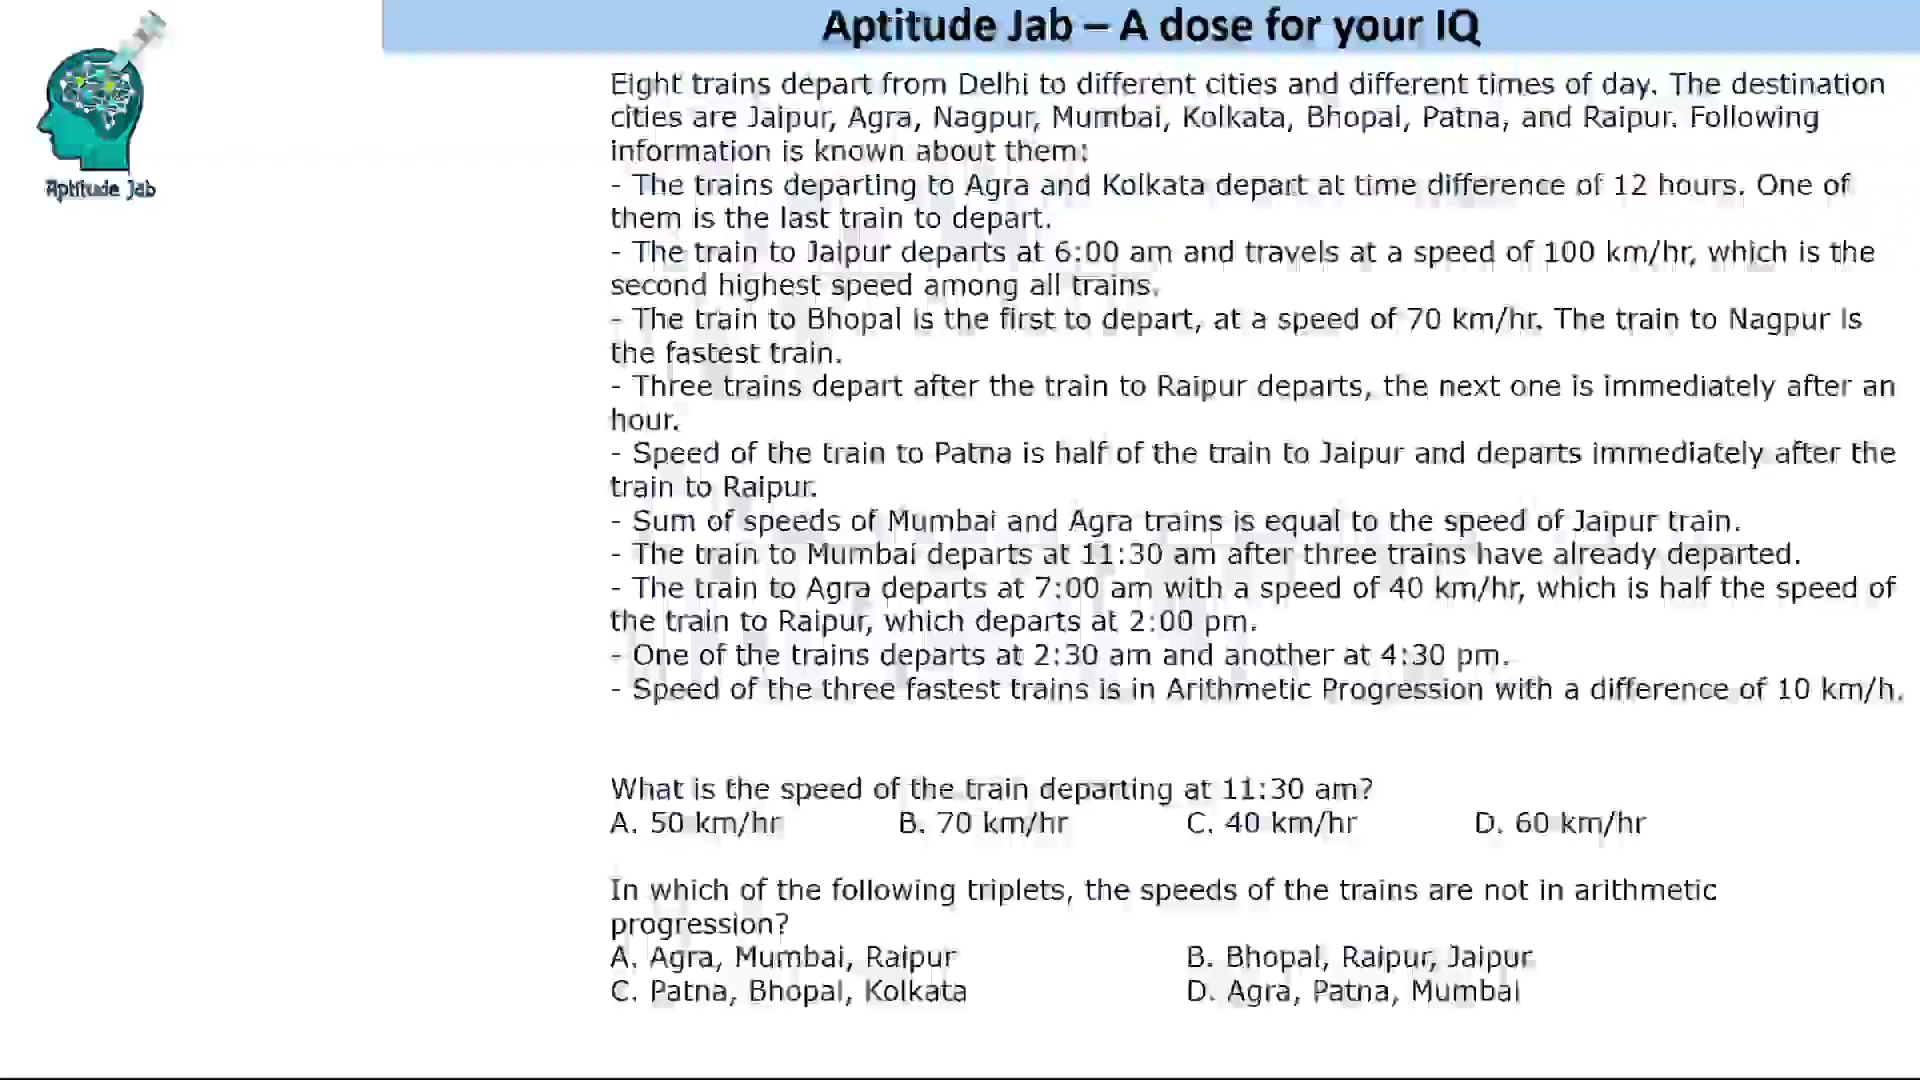 Aptitude Jab – A dose for your IQ
Aptitude Jab
Eight trains depart from Delhi to different cities and different times of day. The destination
cities are Jaipur, Agra, Nagpur, Mumbai, Kolkata, Bhopal, Patna, and Raipur. Following
information is known about them:
- The trains departing to Agra and Kolkata depart at time difference of 12 hours. One of
them is the last train to depart.
- The train to Jaipur departs at 6:00 am and travels at a speed of 100 km/hr, which is the
second highest speed among all trains.
- The train to Bhopal is the first to depart, at a speed of 70 km/hr. The train to Nagpur is
the fastest train.
- Three trains depart after the train to Raipur departs, the next one is immediately after an
hour.
- Speed of the train to Patna is half of the train to Jaipur and departs immediately after the
train to Raipur.
- Sum of speeds of Mumbai and Agra trains is equal to the speed of Jaipur train.
- The train to Mumbai departs at 11:30 am after three trains have already departed.
- The train to Agra departs at 7:00 am with a speed of 40 km/hr, which is half the speed of
the train to Raipur, which departs at 2:00 pm.
- One of the trains departs at 2:30 am and another at 4:30 pm.
- Speed of the three fastest trains is in Arithmetic Progression with a difference of 10 km/h.
What is the speed of the train departing at 11:30 am?
A. 50 km/hr B. 70 km/hr C. 40 km/hr D. 60 km/hr
In which of the following triplets, the speeds of the trains are not in arithmetic
progression?
A. Agra, Mumbai, Raipur B. Bhopal, Raipur, Jaipur
C. Patna, Bhopal, Kolkata D. Agra, Patna, Mumbai